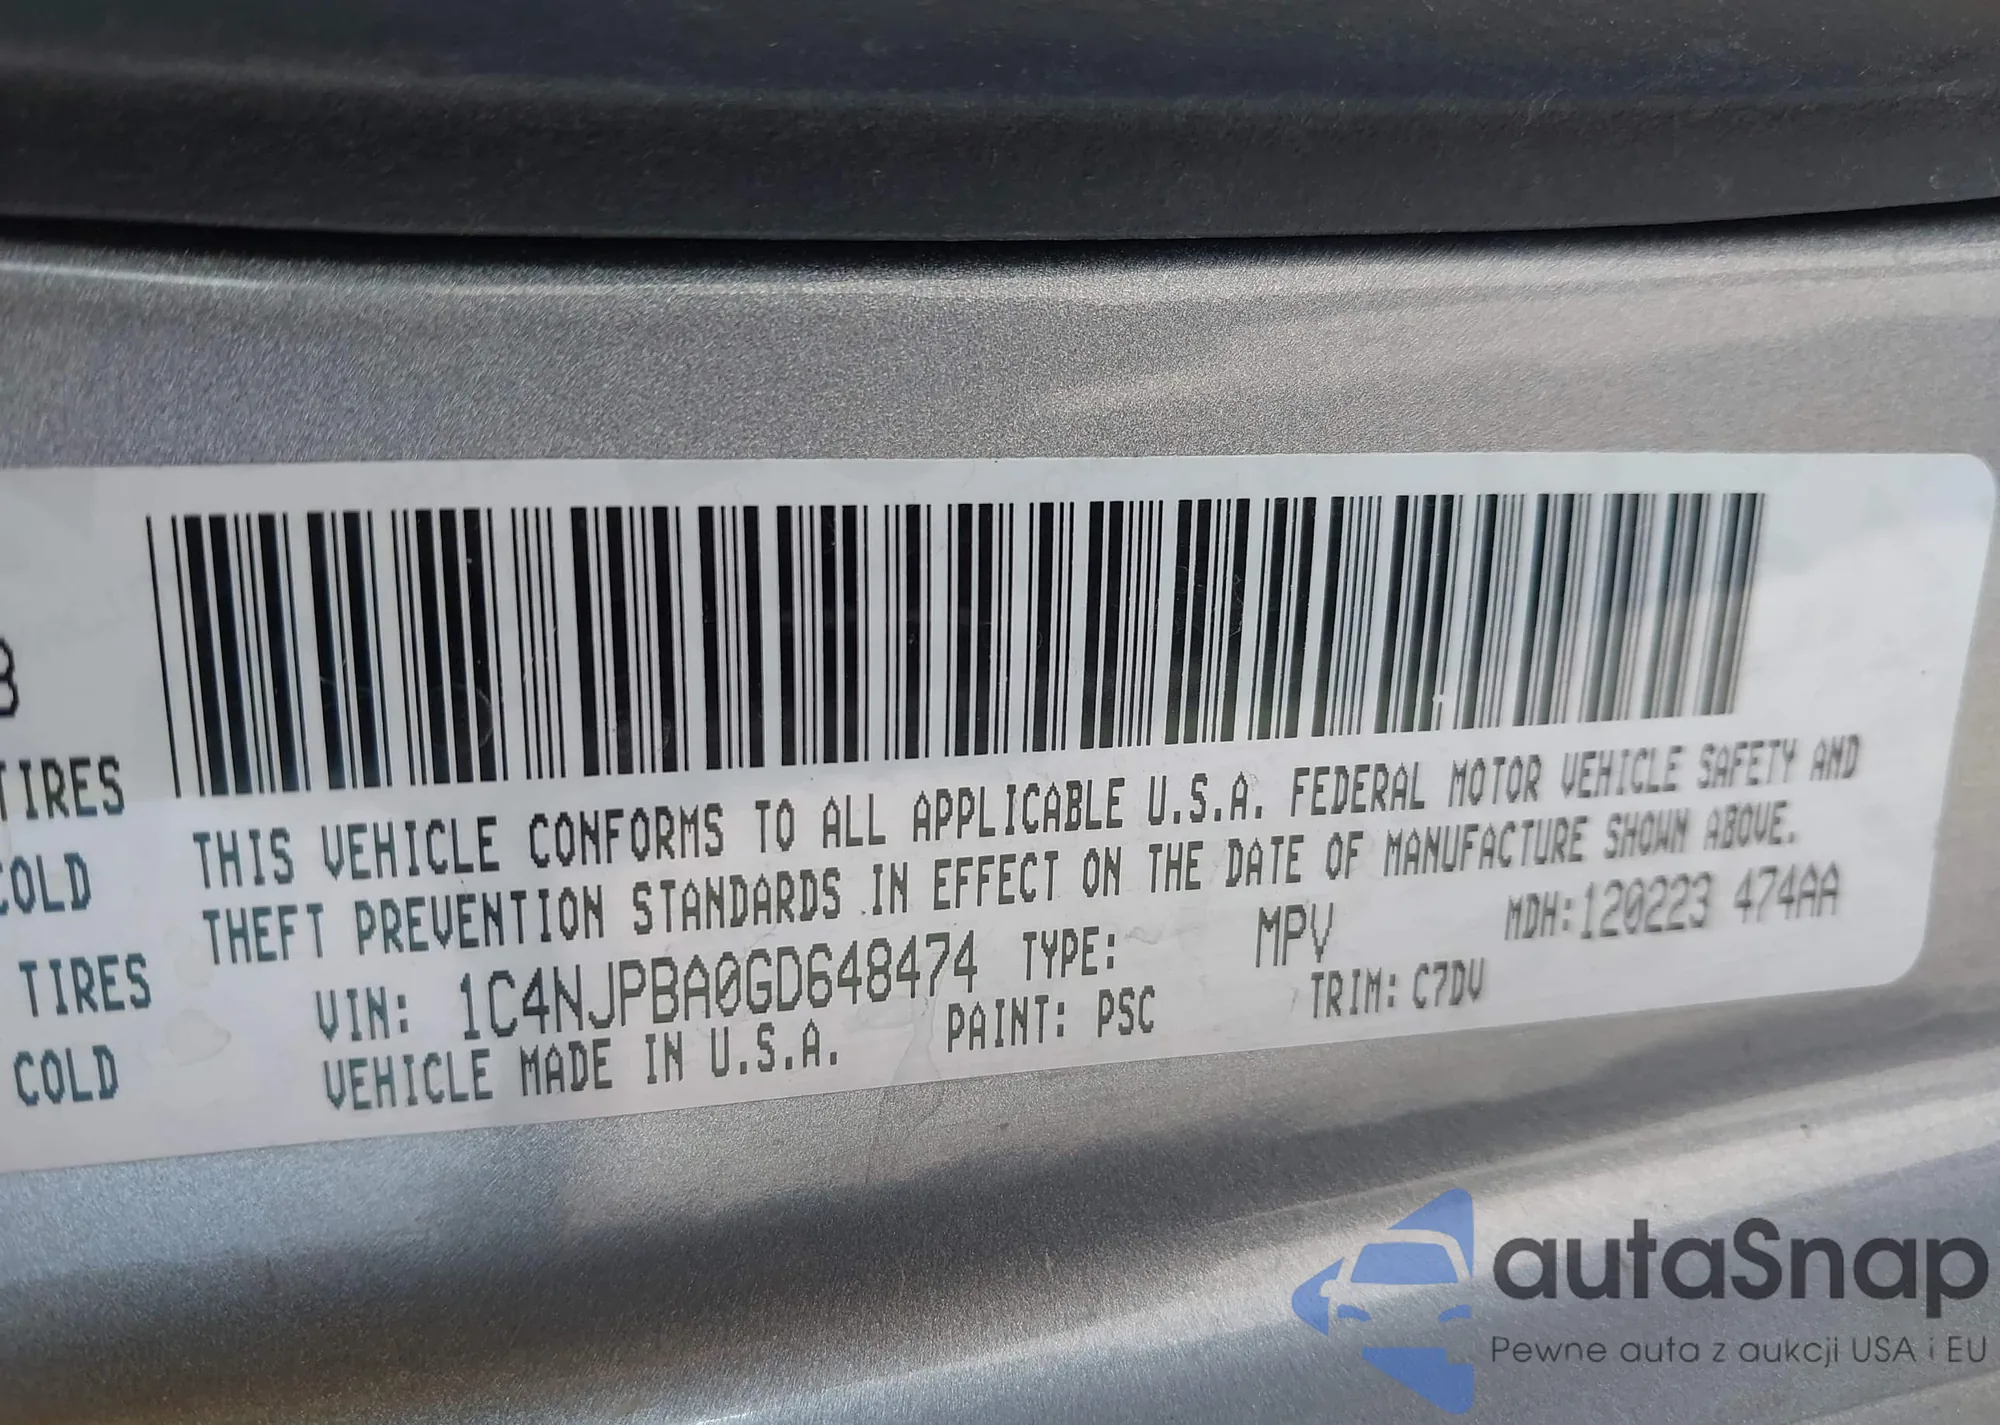 8
TIRES
COLD
TIRES
COLD
THIS VEHICLE CONFORMS TO ALL APPLICABLE U.S.A. FEDERAL MOTOR VEHICLE SAFETY AND
THEFT PREVENTION STANDARDS IN EFFECT ON THE DATE OF MANUFACTURE SHOWN ABOVE.
VIN: 1C4NJPBA0GD648474 TYPE: MPV MDH:120223 474AA
VEHICLE MADE IN U.S.A. PAINT: PSC TRIM: C7DV
autaSnap
Pewne auta z aukcji USA i EU